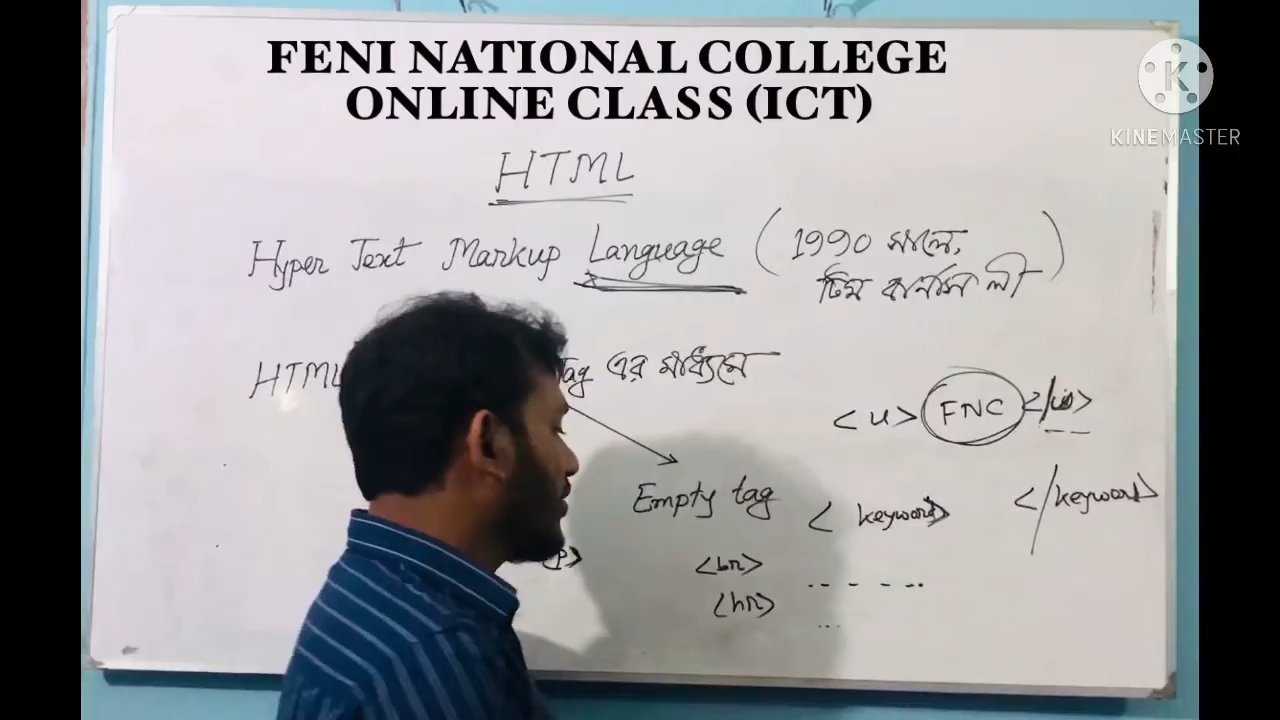 FENI NATIONAL COLLEGE
ONLINE CLASS (ICT)
KINEMASTER
HTML
Hyper Text Markup Language (1990 সালে,
টিম বার্নার্স লী)
HTML
Tag এর মাধ্যমে
<u> FNC </u>
Empty tag
<keyword>
</keyword>
<br>
<hr>